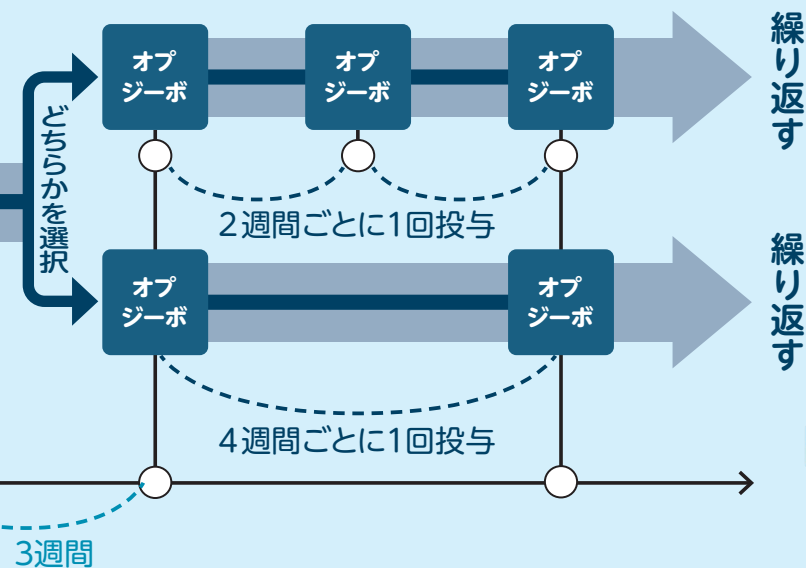 どちらかを選択
オプ
ジーボ
オプ
ジーボ
オプ
ジーボ
2週間ごとに1回投与
繰り返す
オプ
ジーボ
オプ
ジーボ
4週間ごとに1回投与
繰り返す
3週間